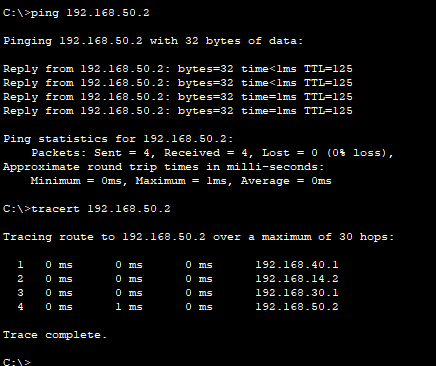 C:\>ping 192.168.50.2
Pinging 192.168.50.2 with 32 bytes of data:
Reply from 192.168.50.2: bytes=32 time<1ms TTL=125
Reply from 192.168.50.2: bytes=32 time<1ms TTL=125
Reply from 192.168.50.2: bytes=32 time=1ms TTL=125
Reply from 192.168.50.2: bytes=32 time=1ms TTL=125
Ping statistics for 192.168.50.2:
    Packets: Sent = 4, Received = 4, Lost = 0 (0% loss),
Approximate round trip times in milli-seconds:
    Minimum = 0ms, Maximum = 1ms, Average = 0ms
C:\>tracert 192.168.50.2
Tracing route to 192.168.50.2 over a maximum of 30 hops:
  1   0 ms      0 ms      0 ms      192.168.40.1
  2   0 ms      0 ms      0 ms      192.168.14.2
  3   0 ms      0 ms      0 ms      192.168.30.1
  4   0 ms      1 ms      0 ms      192.168.50.2
Trace complete.
C:\>